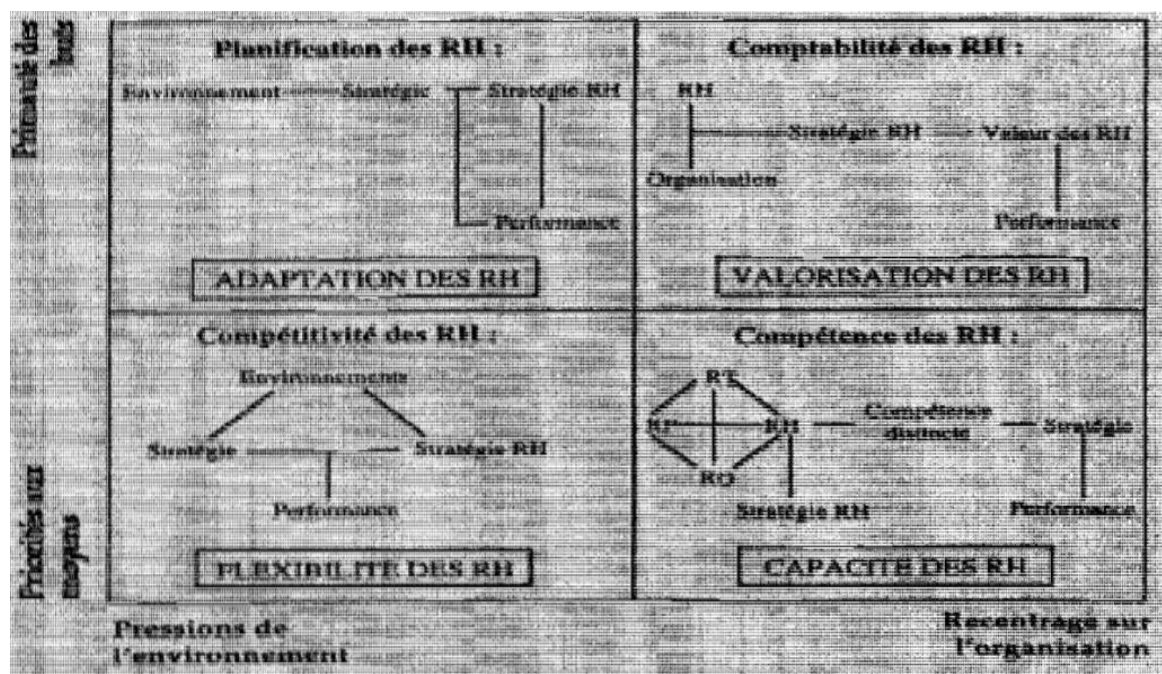 Primauté des
buts
Planification des RH :
Environnement Stratégie Stratégie RH
Performance
ADAPTATION DES RH
Comptabilité des RH :
RH
Stratégie RH Valeur des RH
Organisation
Performance
VALORISATION DES RH
Priorités aux
moyens
Compétitivité des RH :
Environnements
Stratégie Stratégie RH
Performance
FLEXIBILITE DES RH
Compétence des RH :
RT
RF RH Compétence
distincte Stratégie
RO
Stratégie RH Performance
CAPACITE DES RH
Pressions de
l'environnement
Recentrage sur
l'organisation